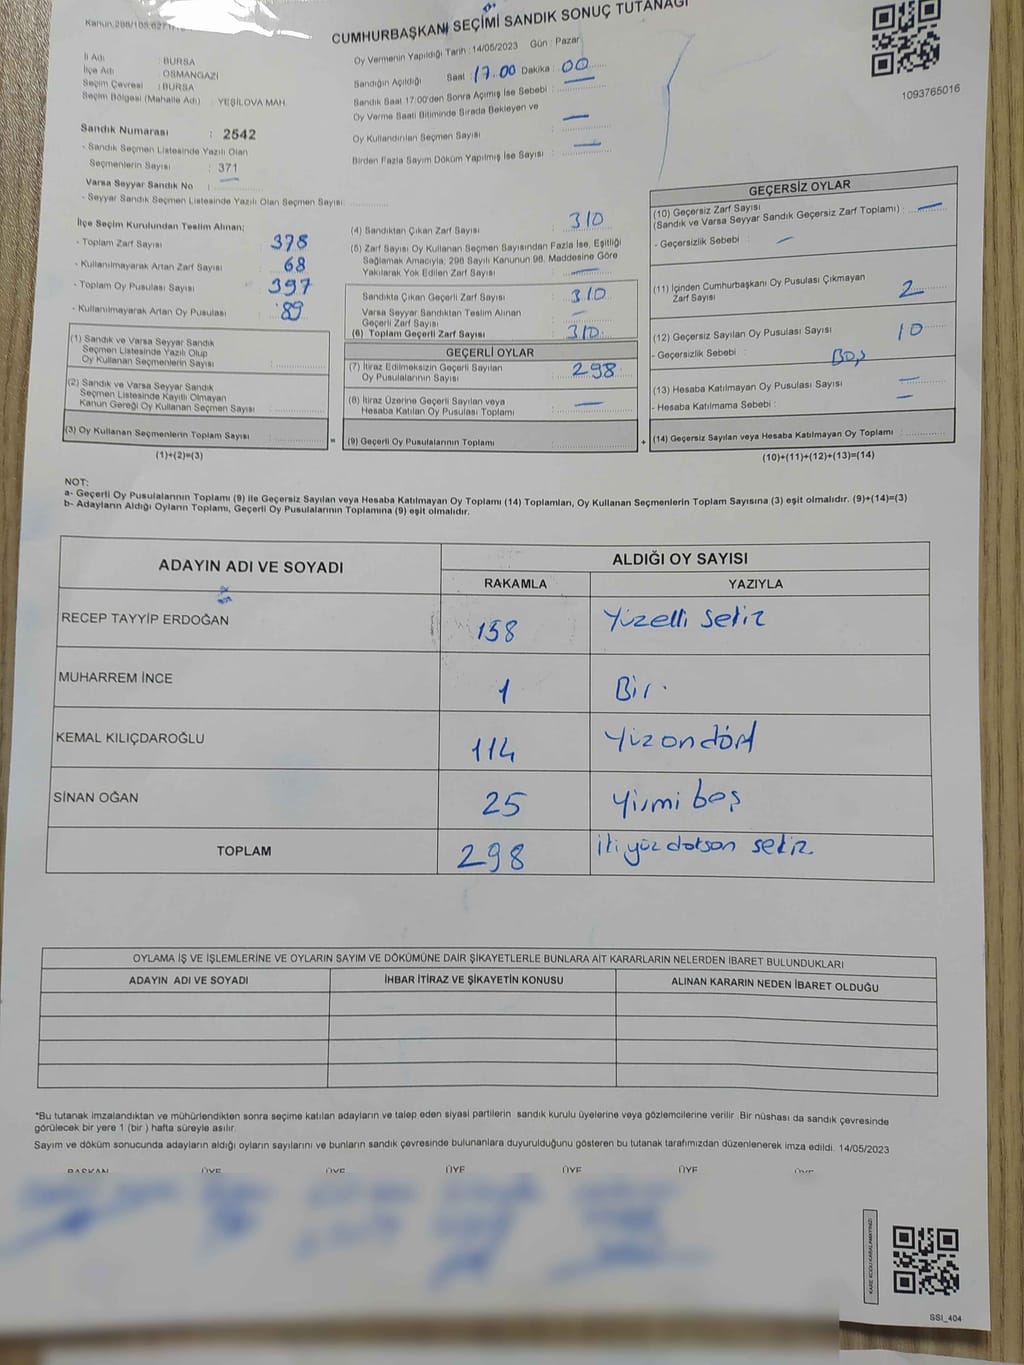 CUMHURBAŞKANI SEÇİMİ SANDIK SONUÇ TUTANAĞI
İl Adı : BURSA
İlçe Adı : OSMANGAZİ
Seçim Çevresi : BURSA
Seçim Bölgesi (Mahalle Adı) : YEŞİLOVA MAH.
Sandık Numarası : 2542
- Sandık Seçmen Listesinde Yazılı Olan
Seçmenlerin Sayısı : 371
Varsa Seyyar Sandık No : —
- Seyyar Sandık Seçmen Listesinde Yazılı Olan Seçmen Sayısı:
Oy Vermenin Yapıldığı Tarih : 14/05/2023 Gün : Pazar
Sandığın Açıldığı Saat : 17.00 Dakika : 00
Sandık Saat 17:00'den Sonra Açımış İse Sebebi : —
Oy Verme Saati Bitiminde Sırada Bekleyen ve
Oy Kullandırılan Seçmen Sayısı —
Birden Fazla Sayım Döküm Yapılmış İse Sayısı : —
1093765016
İlçe Seçim Kurulundan Teslim Alınan;
- Toplam Zarf Sayısı : 378
- Kullanılmayarak Artan Zarf Sayısı : 68
- Toplam Oy Pusulası Sayısı : 397
- Kullanılmayarak Artan Oy Pusulası : 89
(1) Sandık ve Varsa Seyyar Sandık
Seçmen Listesinde Yazılı Olup
Oy Kullanan Seçmenlerin Sayısı :
(2) Sandık ve Varsa Seyyar Sandık
Seçmen Listesinde Kayıtlı Olmayan
Kanun Gereği Oy Kullanan Seçmen Sayısı :
(3) Oy Kullanan Seçmenlerin Toplam Sayısı :
(1)+(2)=(3)
(4) Sandıktan Çıkan Zarf Sayısı : 310
(5) Zarf Sayısı Oy Kullanan Seçmen Sayısından Fazla İse, Eşitliği
Sağlamak Amacıyla; 298 Sayılı Kanunun 98. Maddesine Göre
Yakılarak Yok Edilen Zarf Sayısı : —
Sandıkta Çıkan Geçerli Zarf Sayısı : 310
Varsa Seyyar Sandıktan Teslim Alınan
Geçerli Zarf Sayısı : —
(6) Toplam Geçerli Zarf Sayısı : 310
GEÇERLİ OYLAR
(7) İtiraz Edilmeksizin Geçerli Sayılan
Oy Pusulalarının Sayısı : 298
(8) İtiraz Üzerine Geçerli Sayılan veya
Hesaba Katılan Oy Pusulası Toplamı : —
= (9) Geçerli Oy Pusulalarının Toplamı :
GEÇERSİZ OYLAR
(10) Geçersiz Zarf Sayısı
(Sandık ve Varsa Seyyar Sandık Geçersiz Zarf Toplamı) : —
- Geçersizlik Sebebi : —
(11) İçinden Cumhurbaşkanı Oy Pusulası Çıkmayan
Zarf Sayısı : 2
(12) Geçersiz Sayılan Oy Pusulası Sayısı : 10
- Geçersizlik Sebebi : Boş
(13) Hesaba Katılmayan Oy Pusulası Sayısı : —
- Hesaba Katılmama Sebebi : —
+ (14) Geçersiz Sayılan veya Hesaba Katılmayan Oy Toplamı :
(10)+(11)+(12)+(13)=(14)
NOT:
a- Geçerli Oy Pusulalarının Toplamı (9) ile Geçersiz Sayılan veya Hesaba Katılmayan Oy Toplamı (14) Toplamları, Oy Kullanan Seçmenlerin Toplam Sayısına (3) eşit olmalıdır. (9)+(14)=(3)
b- Adayların Aldığı Oyların Toplamı, Geçerli Oy Pusulalarının Toplamına (9) eşit olmalıdır.
ADAYIN ADI VE SOYADI ALDIĞI OY SAYISI
RAKAMLA YAZIYLA
RECEP TAYYİP ERDOĞAN 158 Yüzelli sekiz
MUHARREM İNCE 1 Bir.
KEMAL KILIÇDAROĞLU 114 Yüz on dört
SİNAN OĞAN 25 Yirmi beş
TOPLAM 298 iki yüz doksan sekiz.
OYLAMA İŞ VE İŞLEMLERİNE VE OYLARIN SAYIM VE DÖKÜMÜNE DAİR ŞİKAYETLERLE BUNLARA AİT KARARLARIN NELERDEN İBARET BULUNDUKLARI
ADAYIN ADI VE SOYADI İHBAR İTİRAZ VE ŞİKAYETİN KONUSU ALINAN KARARIN NEDEN İBARET OLDUĞU
*Bu tutanak imzalandıktan ve mühürlendikten sonra seçime katılan adayların ve talep eden siyasi partilerin sandık kurulu üyelerine veya gözlemcilerine verilir. Bir nüshası da sandık çevresinde
görülecek bir yere 1 (bir ) hafta süreyle asılır.
Sayım ve döküm sonucunda adayların aldığı oyların sayılarını ve bunların sandık çevresinde bulunanlara duyurulduğunu gösteren bu tutanak tarafımızdan düzenlenerek imza edildi. 14/05/2023
BAŞKAN ÜYE ÜYE ÜYE ÜYE ÜYE ÜYE
SSI_404